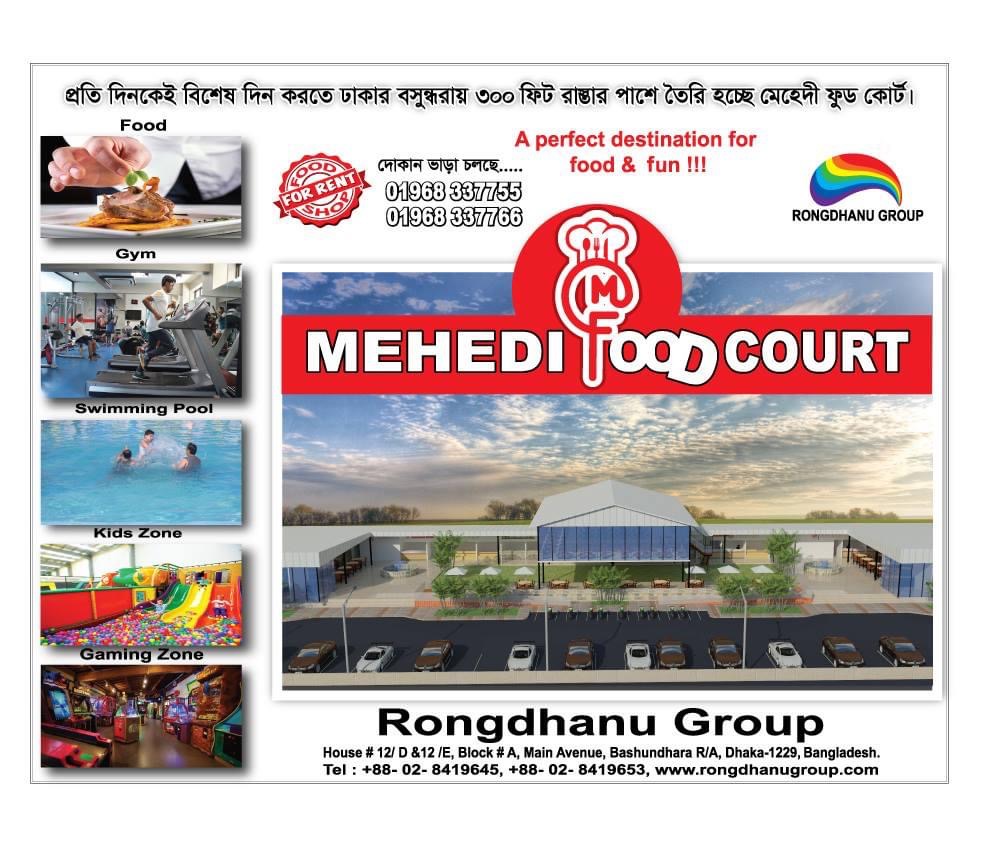 প্রতি দিনকেই বিশেষ দিন করতে ঢাকার বসুন্ধরায় ৩০০ ফিট রাস্তার পাশে তৈরি হচ্ছে মেহেদী ফুড কোর্ট।
Food
A perfect destination for
food & fun !!!
FOOD
FOR RENT
SHOP
দোকান ভাড়া চলছে.....
01968 337755
01968 337766
RONGDHANU GROUP
Gym
M
MEHEDI FOOD COURT
Swimming Pool
Kids Zone
Gaming Zone
Rongdhanu Group
House # 12/ D &12 /E, Block # A, Main Avenue, Bashundhara R/A, Dhaka-1229, Bangladesh.
Tel : +88- 02- 8419645, +88- 02- 8419653, www.rongdhanugroup.com